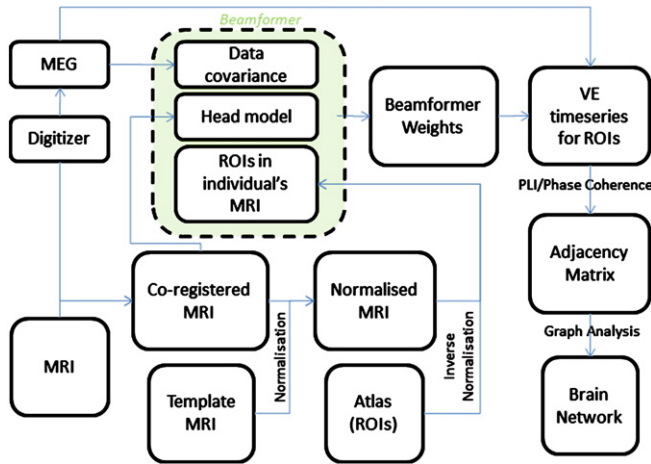 Beamformer
MEG
Data
covariance
Digitizer
Head model
ROIs in
individual's
MRI
Beamformer
Weights
VE
timeseries
for ROIs
PLI/Phase Coherence
Adjacency
Matrix
Graph Analysis
Brain
Network
Co-registered
MRI
Normalisation
Normalised
MRI
Inverse
Normalisation
MRI
Template
MRI
Atlas
(ROIs)